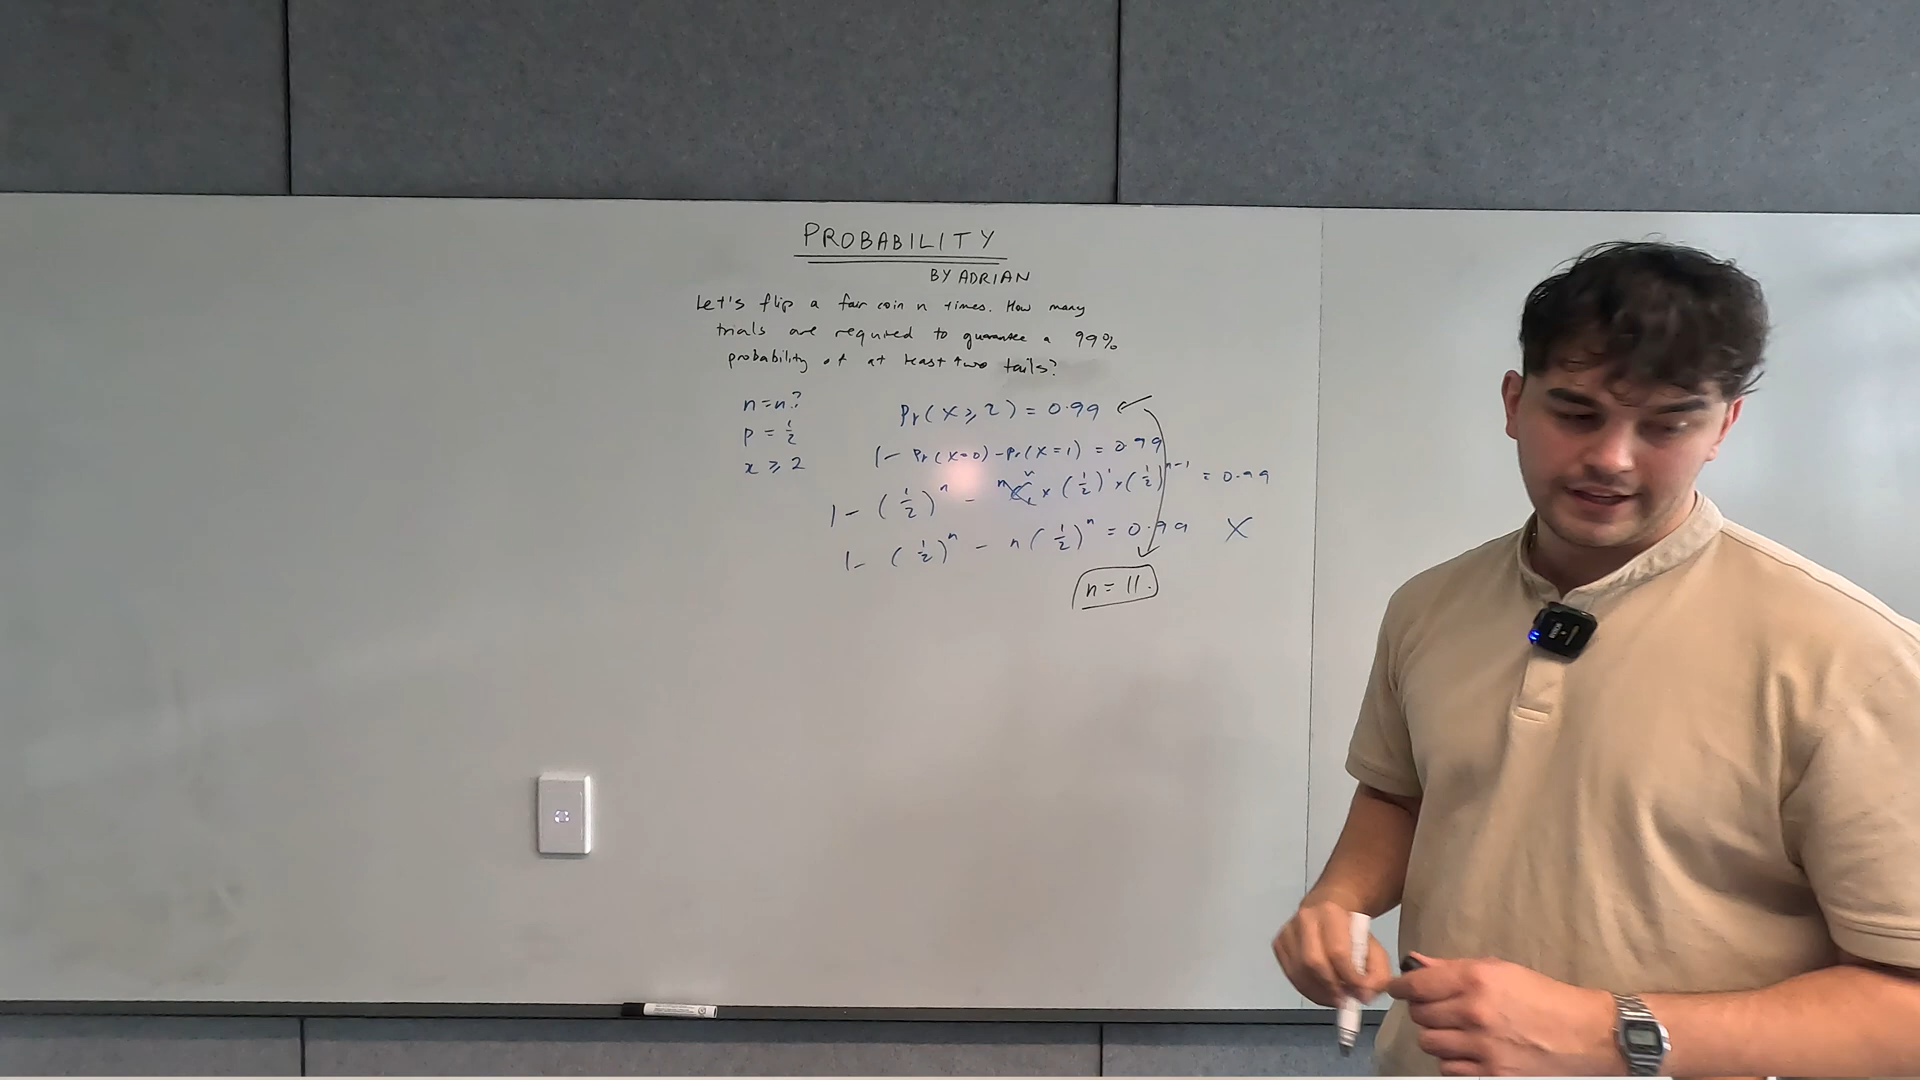 PROBABILITY
BY ADRIAN
Let's flip a fair coin n times. How many
trials are required to guarantee a 99%
probability of at least two tails?
n = n?
p = 1/2
x ≥ 2
Pr(X ≥ 2) = 0.99
1 - Pr(X=0) - Pr(X=1) = 0.99
1 - (1/2)^n - × (1/2)^1 × (1/2)^(n-1) = 0.99
1 - (1/2)^n - n(1/2)^n = 0.99 X
n = 11.